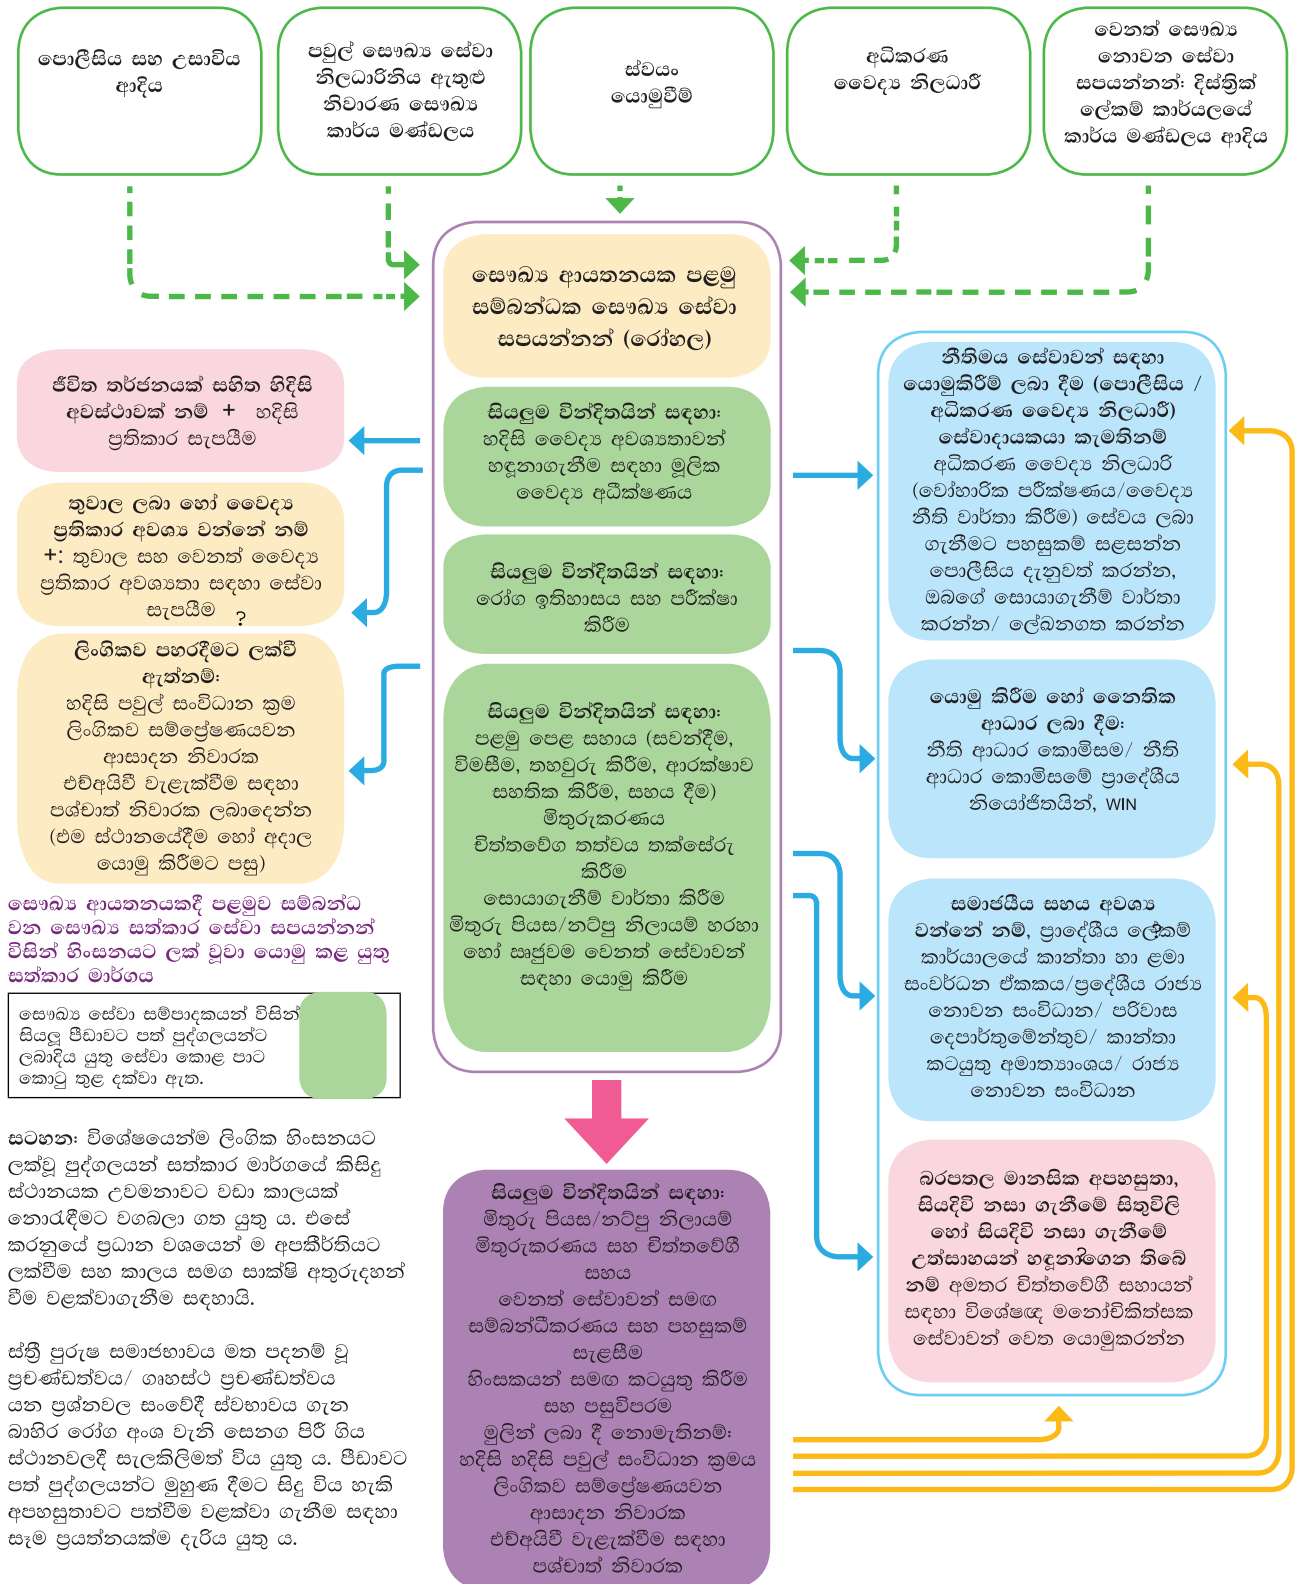 පොලීසිය සහ උසාවිය
ආදිය
පවුල් සෞඛ්‍ය සේවා
නිලධාරිනිය ඇතුළු
නිවාරණ සෞඛ්‍ය
කාර්ය මණ්ඩලය
ස්වයං
යොමුවීම්
අධිකරණ
වෛද්‍ය නිලධාරී
වෙනත් සෞඛ්‍ය
නොවන සේවා
සපයන්නන්: දිස්ත්‍රික්
ලේකම් කාර්යලයේ
කාර්ය මණ්ඩලය ආදිය
සෞඛ්‍ය ආයතනයක පළමු
සම්බන්ධක සෞඛ්‍ය සේවා
සපයන්නන් (රෝහල)
සියලුම වින්දිතයින් සඳහා:
හදිසි වෛද්‍ය අවශ්‍යතාවන්
හඳුනාගැනීම සඳහා මූලික
වෛද්‍ය අධීක්ෂණය
සියලුම වින්දිතයින් සඳහා:
රෝග ඉතිහාසය සහ පරීක්ෂා
කිරීම
සියලුම වින්දිතයින් සඳහා:
පළමු පෙළ සහාය (සවන්දීම,
විමසීම, තහවුරු කිරීම, ආරක්ෂාව
සහතික කිරීම, සහය දීම)
මිතුරුකරණය
චිත්තවේග තත්වය තක්සේරු
කිරීම
සොයාගැනීම් වාර්තා කිරීම
මිතුරු පියස/නට්පු නිලායම් හරහා
හෝ ඍජුවම වෙනත් සේවාවන්
සඳහා යොමු කිරීම
සියලුම වින්දිතයින් සඳහා:
මිතුරු පියස/නට්පු නිලායම්
මිතුරුකරණය සහ චිත්තවේගී
සහය
වෙනත් සේවාවන් සමඟ
සම්බන්ධීකරණය සහ පහසුකම්
සැළසීම
හිංසකයන් සමඟ කටයුතු කිරීම
සහ පසුවිපරම
මුලින් ලබා දී නොමැතිනම්:
හදිසි හදිසි පවුල් සංවිධාන ක්‍රමය
ලිංගිකව සම්ප්‍රේෂණයවන
ආසාදන නිවාරක
එච්අයිවී වැළැක්වීම සඳහා
පශ්චාත් නිවාරක
ජීවිත තර්ජනයක් සහිත හිදිසි
අවස්ථාවක් නම් + හදිසි
ප්‍රතිකාර සැපයීම
තුවාල ලබා හෝ වෛද්‍ය
ප්‍රතිකාර අවශ්‍ය වන්නේ නම්
+: තුවාල සහ වෙනත් වෛද්‍ය
ප්‍රතිකාර අවශ්‍යතා සඳහා සේවා
සැපයීම ?
ලිංගිකව පහරදීමට ලක්වී
ඇත්නම්:
හදිසි පවුල් සංවිධාන ක්‍රම
ලිංගිකව සම්ප්‍රේෂණයවන
ආසාදන නිවාරක
එච්අයිවී වැළැක්වීම සඳහා
පශ්චාත් නිවාරක ලබාදෙන්න
(එම ස්ථානයේදීම හෝ අදාල
යොමු කිරීමට පසු)
සෞඛ්‍ය ආයතනයකදී පළමුව සම්බන්ධ
වන සෞඛ්‍ය සත්කාර සේවා සපයන්නන්
විසින් හිංසනයට ලක් වූවා යොමු කළ යුතු
සත්කාර මාර්ගය
සෞඛ්‍ය සේවා සම්පාදකයන් විසින්
සියලූ පීඩාවට පත් පුද්ගලයන්ට
ලබාදිය යුතු සේවා කොළ පාට
කොටු තුළ දක්වා ඇත.
සටහන: විශේෂයෙන්ම ලිංගික හිංසනයට
ලක්වූ පුද්ගලයන් සත්කාර මාර්ගයේ කිසිදු
ස්ථානයක උවමනාවට වඩා කාලයක්
නොරැඳීමට වගබලා ගත යුතු ය. එසේ
කරනුයේ ප්‍රධාන වශයෙන් ම අපකීර්තියට
ලක්වීම සහ කාලය සමග සාක්ෂි අතුරුදහන්
වීම වළක්වාගැනීම සඳහායි.
ස්ත්‍රී පුරුෂ සමාජභාවය මත පදනම් වූ
ප්‍රචණ්ඩත්වය/ ගෘහස්ථ ප්‍රචණ්ඩත්වය
යන ප්‍රශ්නවල සංවේදී ස්වභාවය ගැන
බාහිර රෝග අංශ වැනි සෙනග පිරී ගිය
ස්ථානවලදී සැලකිලිමත් විය යුතු ය. පීඩාවට
පත් පුද්ගලයන්ට මුහුණ දීමට සිදු විය හැකි
අපහසුතාවට පත්වීම වළක්වා ගැනීම සඳහා
සෑම ප්‍රයත්නයක්ම දැරිය යුතු ය.
නීතිමය සේවාවන් සඳහා
යොමුකිරීම් ලබා දීම (පොලීසිය /
අධිකරණ වෛද්‍ය නිලධාරී)
සේවාදායකයා කැමතිනම්
අධිකරණ වෛද්‍ය නිලධාරි
(වෝහාරික පරීක්ෂණය/වෛද්‍ය
නීති වාර්තා කිරීම) සේවය ලබා
ගැනීමට පහසුකම් සළසන්න
පොලීසිය දැනුවත් කරන්න,
ඔබගේ සොයාගැනීම් වාර්තා
කරන්න/ ලේඛනගත කරන්න
යොමු කිරීම හෝ නෛතික
ආධාර ලබා දීම:
නීති ආධාර කොමිසම/ නීති
ආධාර කොමිසමේ ප්‍රාදේශීය
නියෝජිතයින්, WIN
සමාජයීය සහය අවශ්‍ය
වන්නේ නම්, ප්‍රාදේශීය ලේකම්
කාර්යාලයේ කාන්තා හා ළමා
සංවර්ධන ඒකකය/ප්‍රදේශීය රාජ්‍ය
නොවන සංවිධාන/ පරිවාස
දෙපාර්තුමේන්තුව/ කාන්තා
කටයුතු අමාත්‍යාංශය/ රාජ්‍ය
නොවන සංවිධාන
බරපතල මානසික අපහසුතා,
සියදිවි නසා ගැනීමේ සිතුවිලි
හෝ සියදිවි නසා ගැනීමේ
උත්සාහයන් හඳුනාගෙන තිබේ
නම් අමතර චිත්තවේගී සහායන්
සඳහා විශේෂඥ මනෝචිකිත්සක
සේවාවන් වෙත යොමුකරන්න